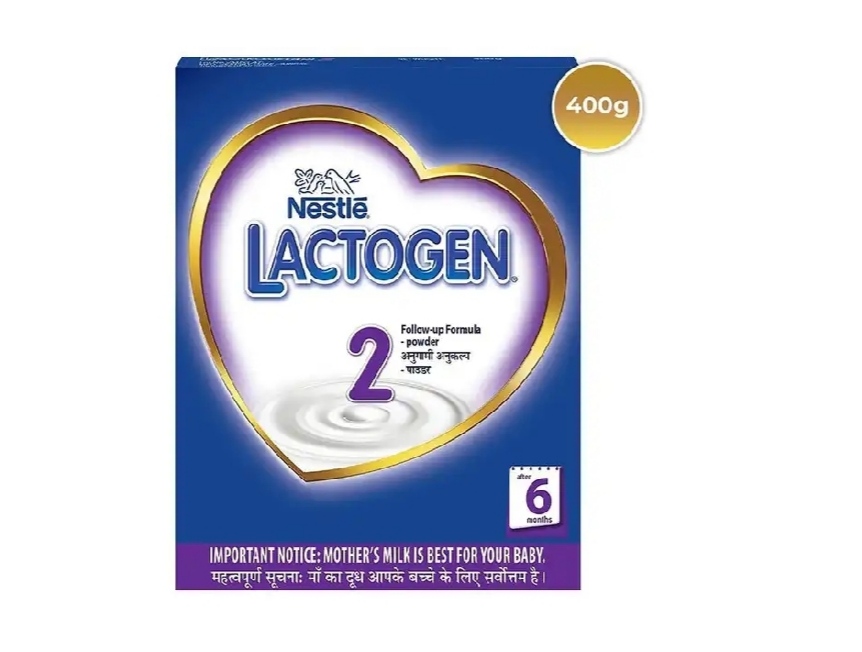 400g
Nestlé
LACTOGEN
2
Follow-up Formula
- powder
अनुगामी अनुकल्प
- पाउडर
after
6
months
IMPORTANT NOTICE: MOTHER'S MILK IS BEST FOR YOUR BABY.
महत्वपूर्ण सूचनाः माँ का दूध आपके बच्चे के लिए सर्वोत्तम है।